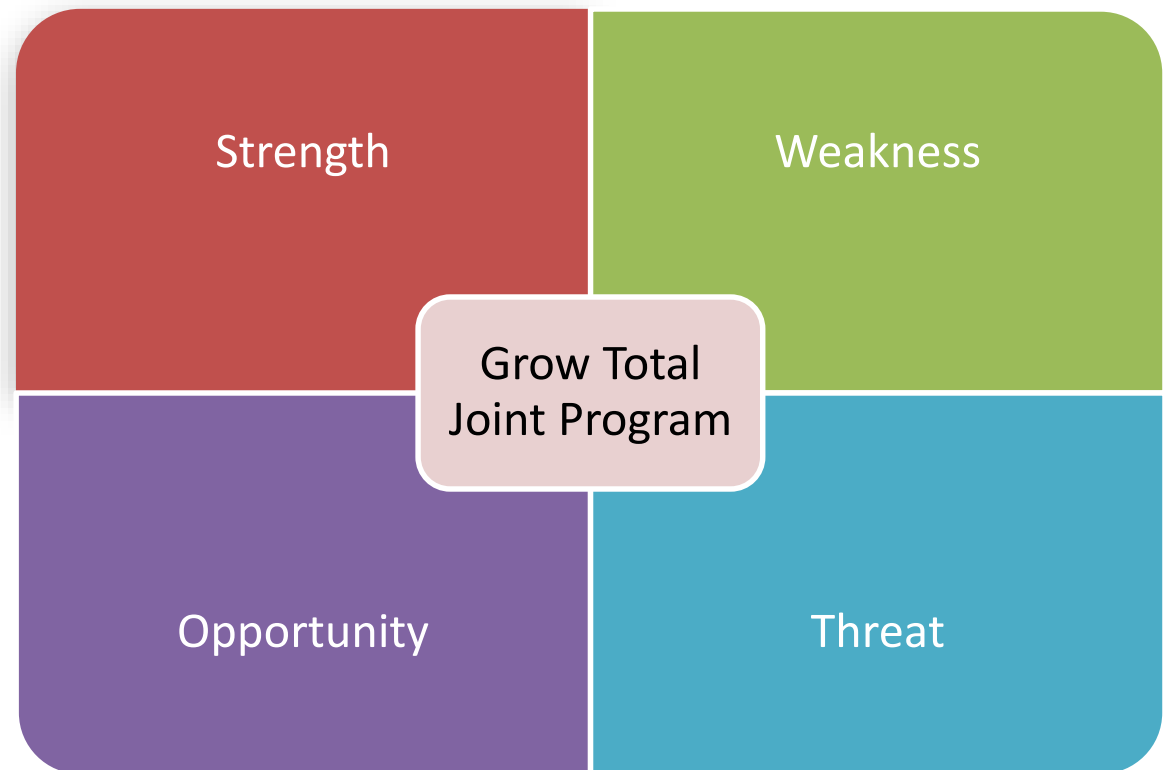 Strength
Weakness
Grow Total
Joint Program
Opportunity
Threat